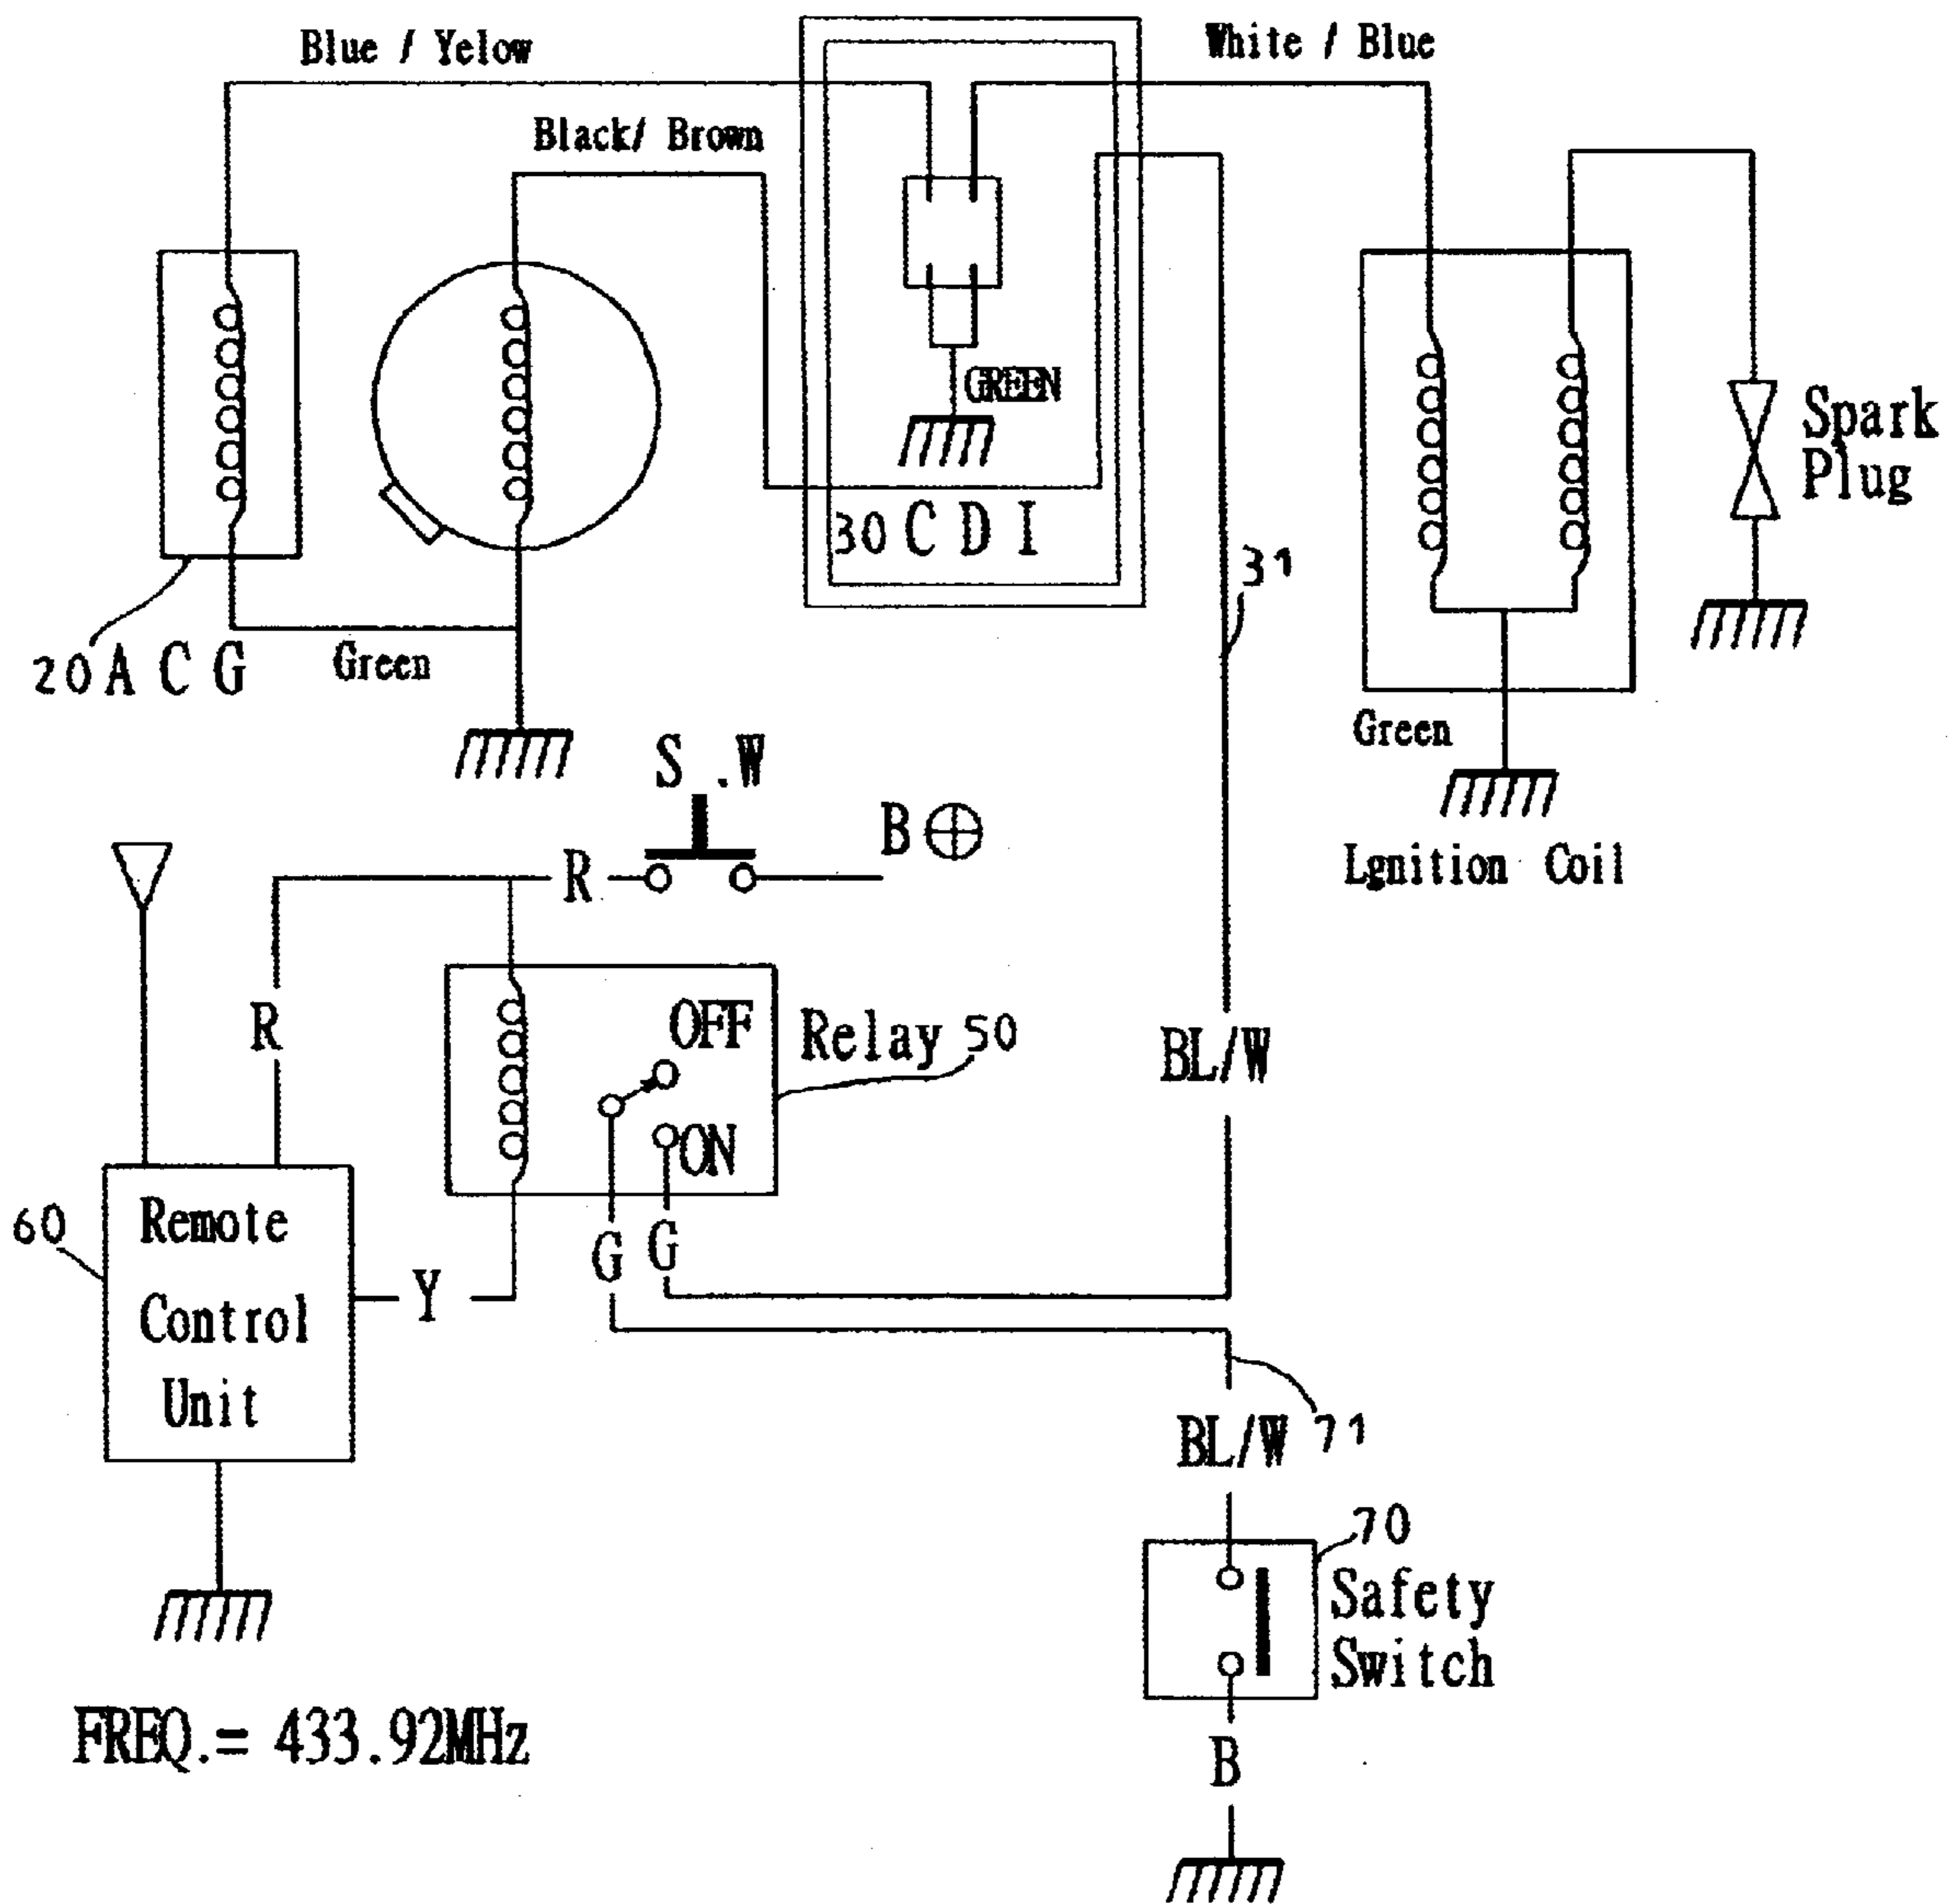 Blue / Yelow
White / Blue
Black/ Brown
GREEN
Spark
Plug
30 C D I
31
20 A C G
Green
Green
S .W
B ⊕
Lgnition Coil
R
R
OFF
Relay 50
ON
BL/W
60
Remote
Control
Unit
Y
G
G
BL/W
71
70
Safety
Switch
B
FREQ.= 433.92MHz